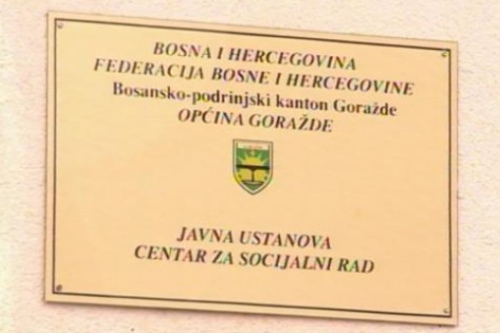 BOSNA I HERCEGOVINA
FEDERACIJA BOSNE I HERCEGOVINE
Bosansko-podrinjski kanton Goražde
OPĆINA GORAŽDE
JAVNA USTANOVA
CENTAR ZA SOCIJALNI RAD